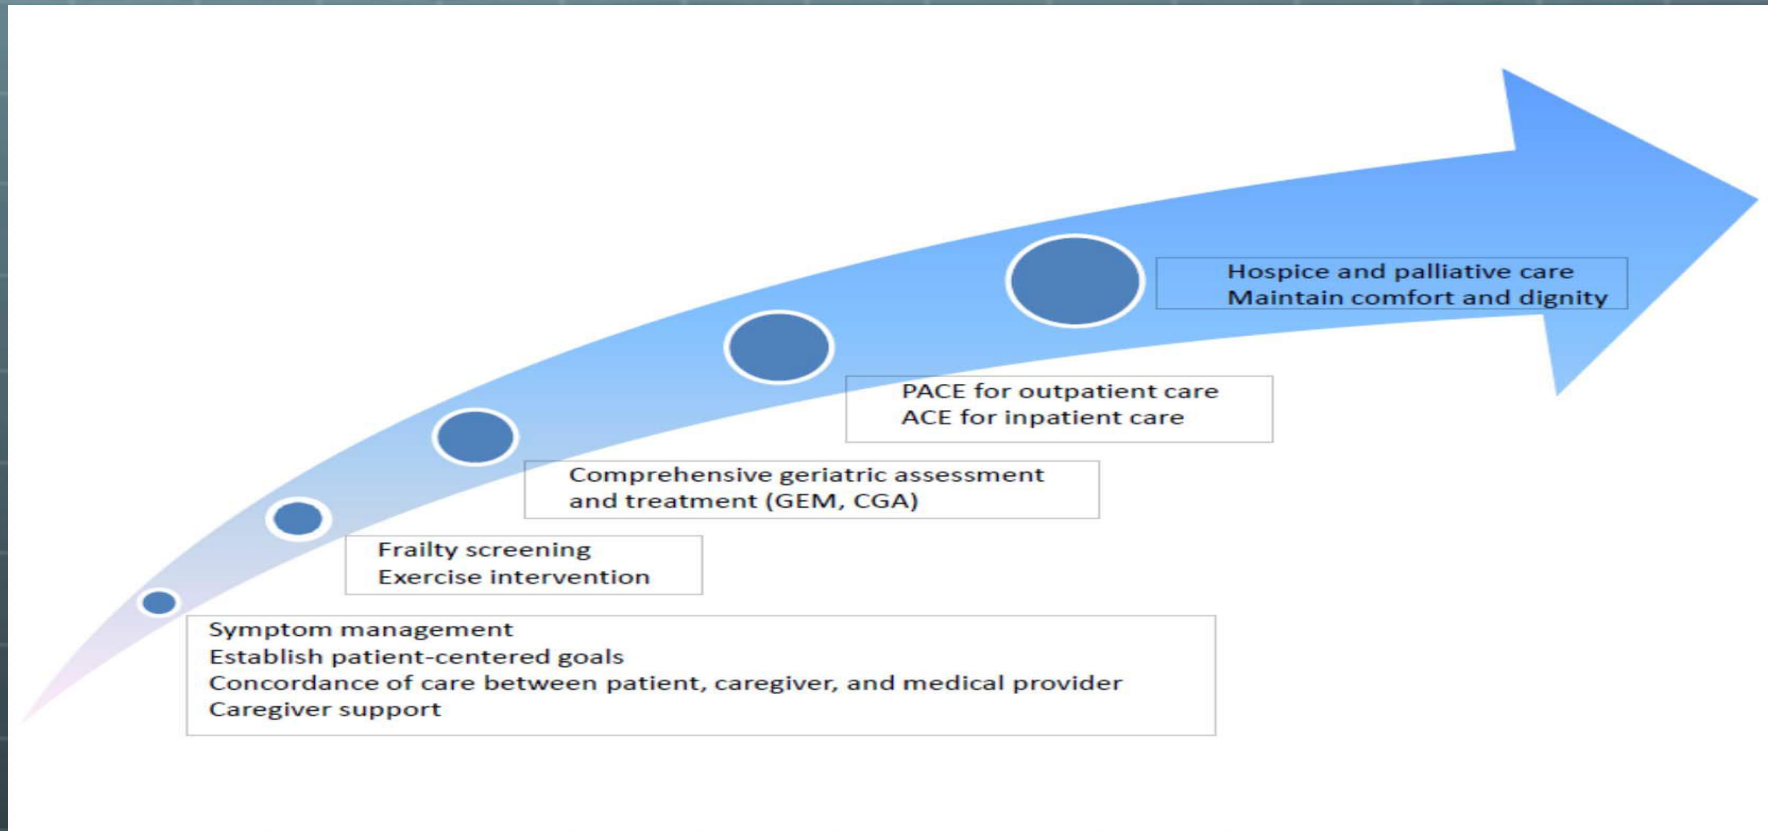 Hospice and palliative care
Maintain comfort and dignity
PACE for outpatient care
ACE for inpatient care
Comprehensive geriatric assessment
and treatment (GEM, CGA)
Frailty screening
Exercise intervention
Symptom management
Establish patient-centered goals
Concordance of care between patient, caregiver, and medical provider
Caregiver support